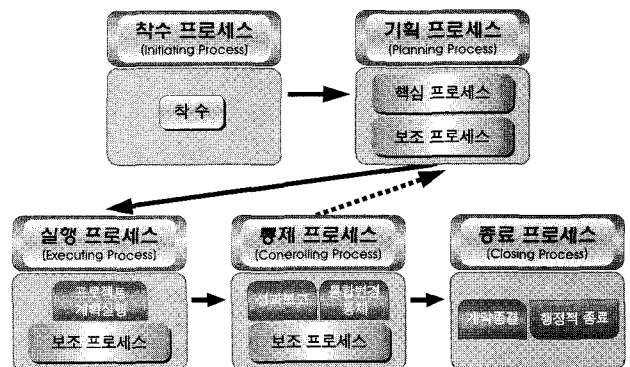 착수 프로세스
(Initiating Process)
착 수
기획 프로세스
(Planning Process)
핵심 프로세스
보조 프로세스
실행 프로세스
(Executing Process)
프로젝트
계획실행
보조 프로세스
통제 프로세스
(Coneroiling Process)
성과보고
통합변경
통제
보조 프로세스
종료 프로세스
(Closing Process)
계약종결
행정적 종료